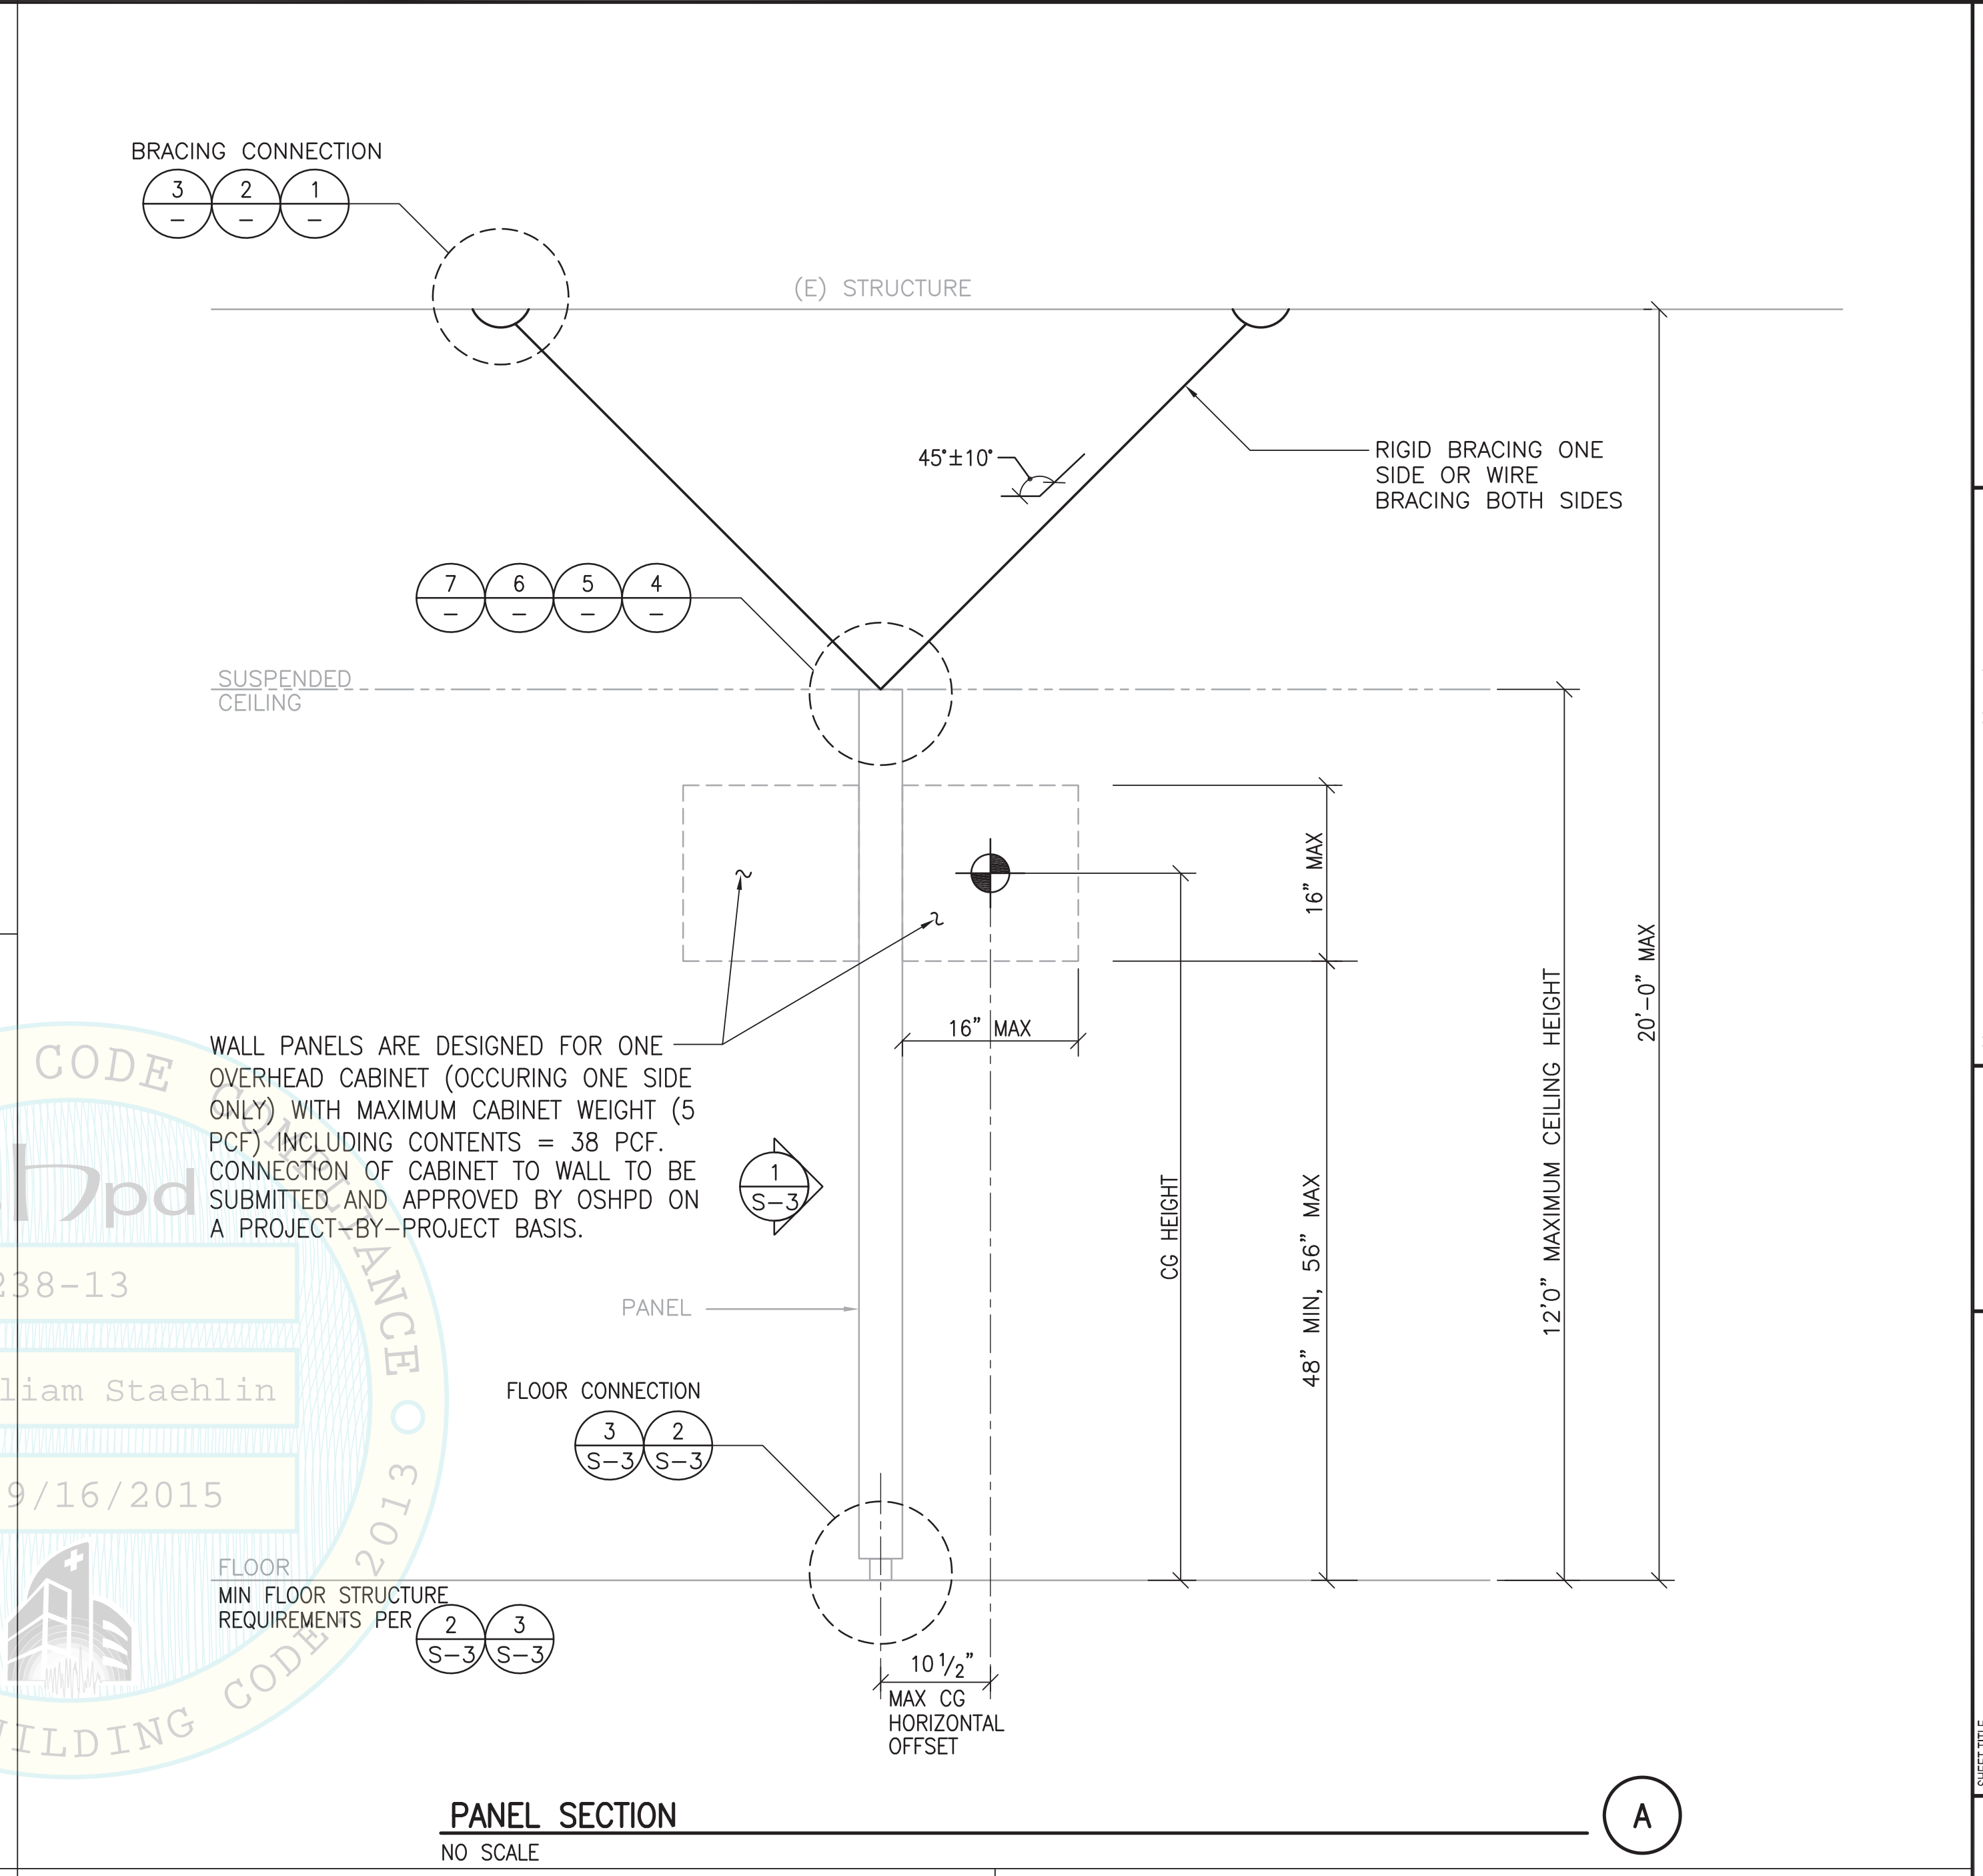 BRACING CONNECTION
3 2 1
– – –
(E) STRUCTURE
45°±10°
RIGID BRACING ONE
SIDE OR WIRE
BRACING BOTH SIDES
7 6 5 4
– – – –
SUSPENDED
CEILING
16" MAX
16" MAX
20'-0" MAX
12'0" MAXIMUM CEILING HEIGHT
WALL PANELS ARE DESIGNED FOR ONE
OVERHEAD CABINET (OCCURING ONE SIDE
ONLY) WITH MAXIMUM CABINET WEIGHT (5
PCF) INCLUDING CONTENTS = 38 PCF.
CONNECTION OF CABINET TO WALL TO BE
SUBMITTED AND APPROVED BY OSHPD ON
A PROJECT-BY-PROJECT BASIS.
1
S-3
CG HEIGHT
48" MIN, 56" MAX
PANEL
FLOOR CONNECTION
3 2
S-3 S-3
FLOOR
MIN FLOOR STRUCTURE
REQUIREMENTS PER
2 3
S-3 S-3
10 1/2"
MAX CG
HORIZONTAL
OFFSET
CODE COMPLIANCE
pd
238-13
liam Staehlin
9/16/2015
BUILDING CODE 2013
PANEL SECTION
A
NO SCALE
SHEET TITLE